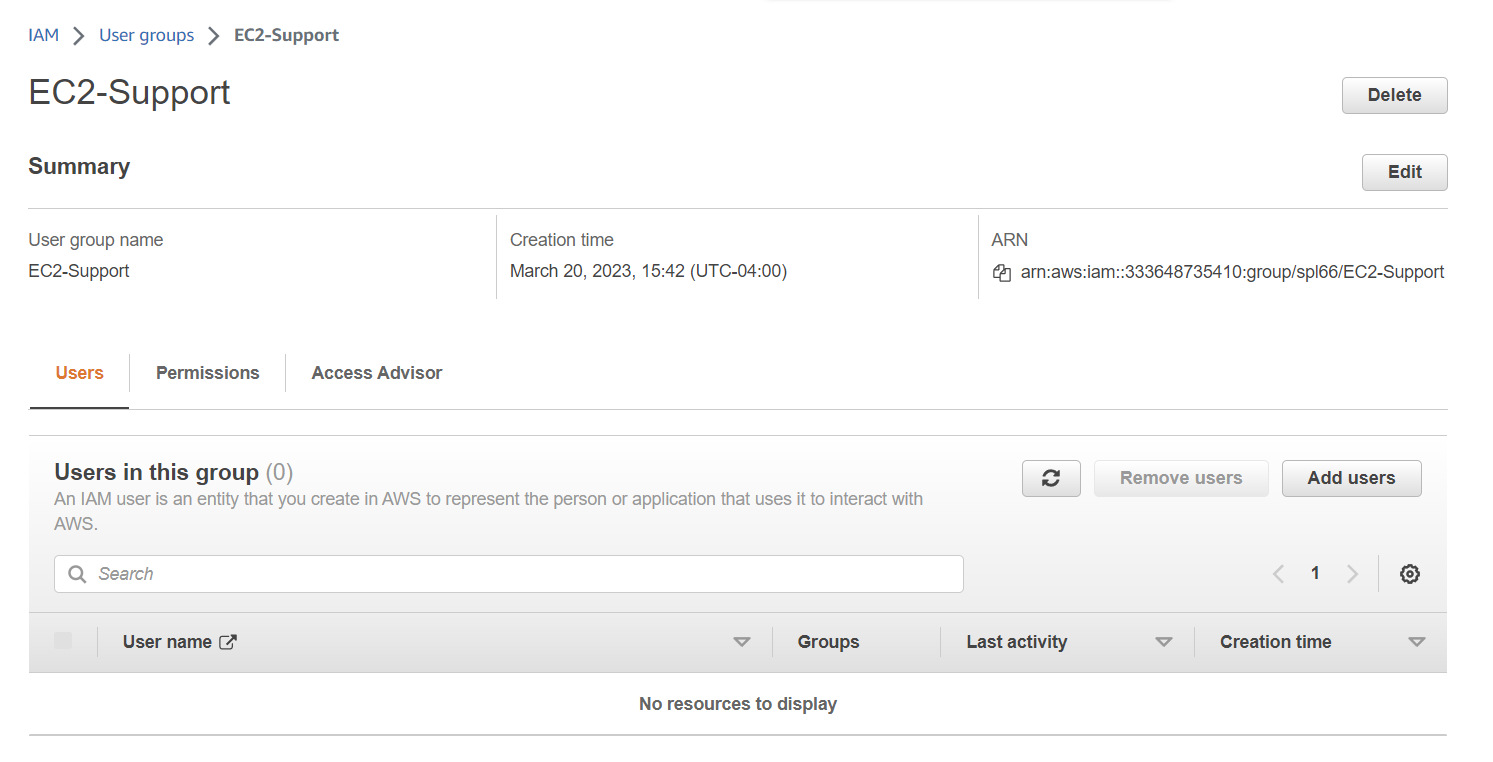 IAM > User groups > EC2-Support
EC2-Support
Delete
Summary
Edit
User group name
EC2-Support
Creation time
March 20, 2023, 15:42 (UTC-04:00)
ARN
arn:aws:iam::333648735410:group/spl66/EC2-Support
Users
Permissions
Access Advisor
Users in this group (0)
An IAM user is an entity that you create in AWS to represent the person or application that uses it to interact with
AWS.
Remove users
Add users
Search
1
User name
Groups
Last activity
Creation time
No resources to display